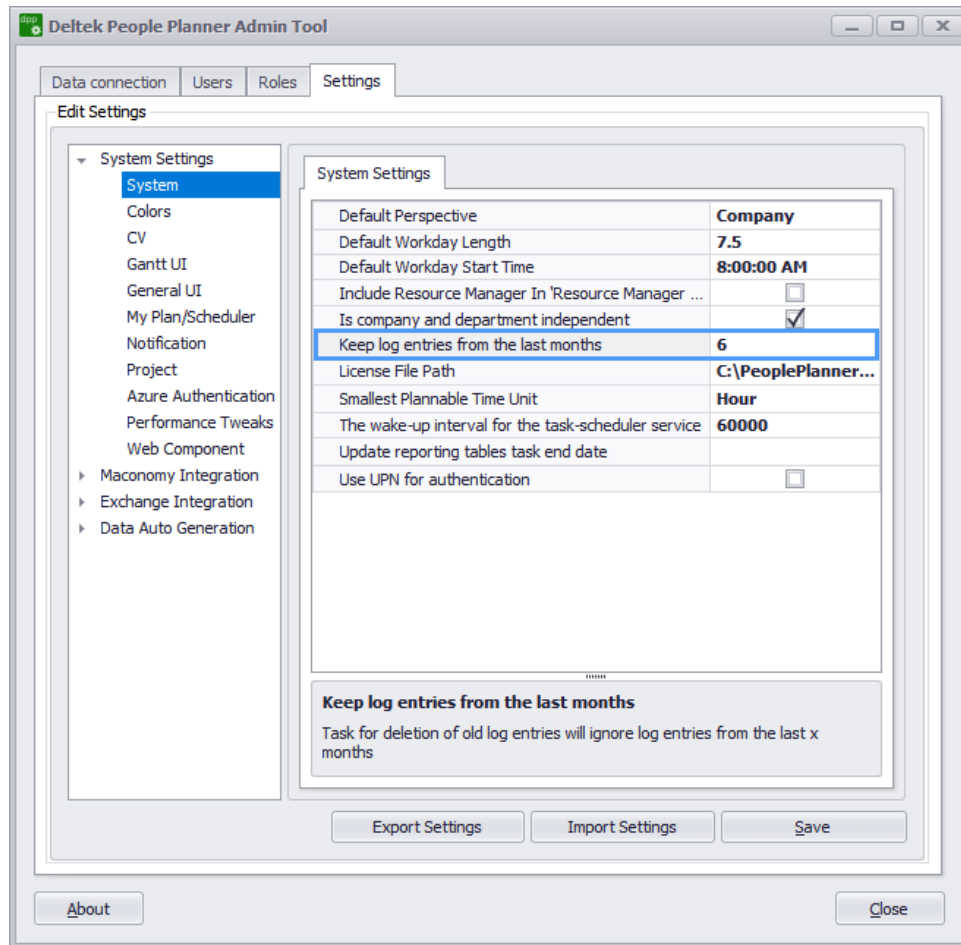 dpp
Deltek People Planner Admin Tool
Data connection Users Roles Settings
Edit Settings
System Settings
System
Colors
CV
Gantt UI
General UI
My Plan/Scheduler
Notification
Project
Azure Authentication
Performance Tweaks
Web Component
Maconomy Integration
Exchange Integration
Data Auto Generation
System Settings
Default Perspective Company
Default Workday Length 7.5
Default Workday Start Time 8:00:00 AM
Include Resource Manager In 'Resource Manager ...
Is company and department independent
Keep log entries from the last months 6
License File Path C:\PeoplePlanner...
Smallest Plannable Time Unit Hour
The wake-up interval for the task-scheduler service 60000
Update reporting tables task end date
Use UPN for authentication
Keep log entries from the last months
Task for deletion of old log entries will ignore log entries from the last x
months
Export Settings Import Settings Save
About Close